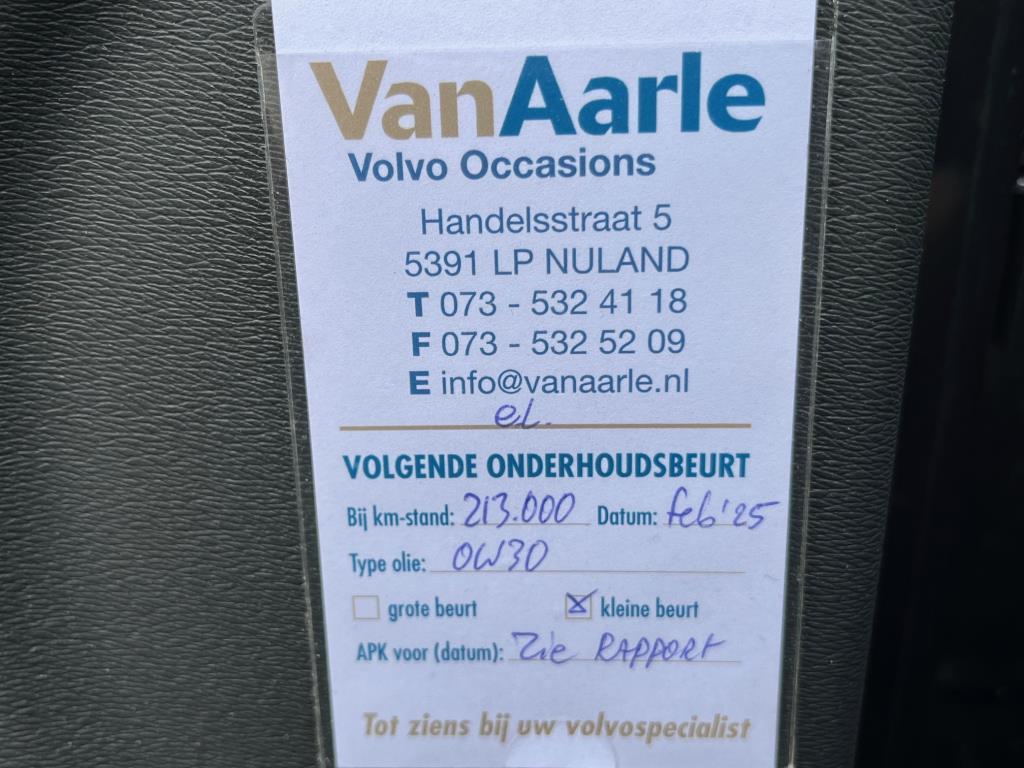 VanAarle
Volvo Occasions
Handelsstraat 5
5391 LP NULAND
T 073 - 532 41 18
F 073 - 532 52 09
E info@vanaarle.nl
eL.
VOLGENDE ONDERHOUDSBEURT
Bij km-stand: 213.000 Datum: feb'25
Type olie: 0W30
grote beurt kleine beurt
APK voor (datum): Zie RAPPORT
Tot ziens bij uw volvospecialist